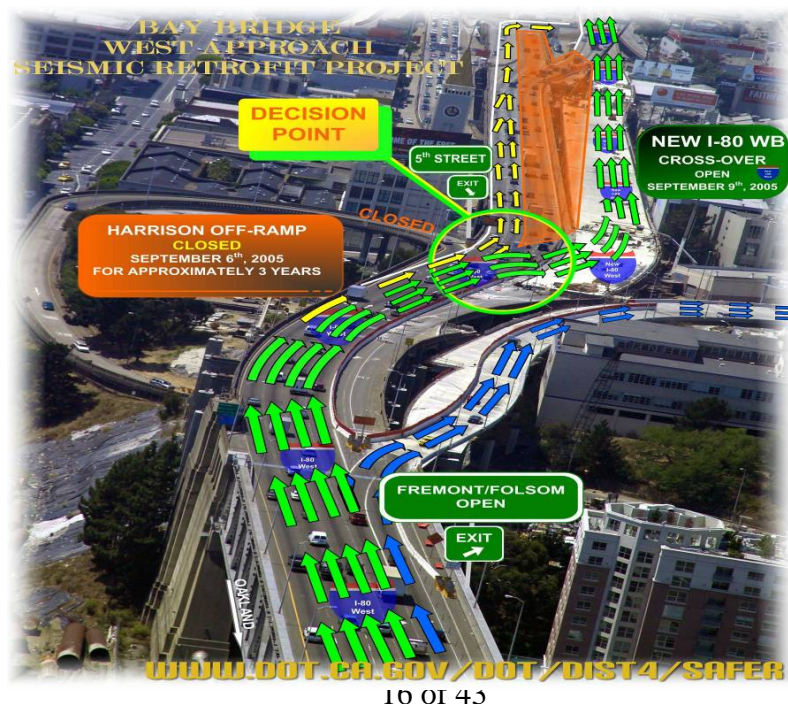 BAY BRIDGE
WEST APPROACH
SEISMIC RETROFIT PROJECT
DECISION
POINT
5th STREET
EXIT
NEW I-80 WB
CROSS-OVER
OPEN
SEPTEMBER 9th, 2005
CLOSED
HARRISON OFF-RAMP
CLOSED
SEPTEMBER 6th, 2005
FOR APPROXIMATELY 3 YEARS
New
I-80
West
I-80
West
I-80
West
FREMONT/FOLSOM
OPEN
EXIT
I-80
West
OAKLAND
WWW.DOT.CA.GOV/DOT/DIST4/SAFER
16 of 43